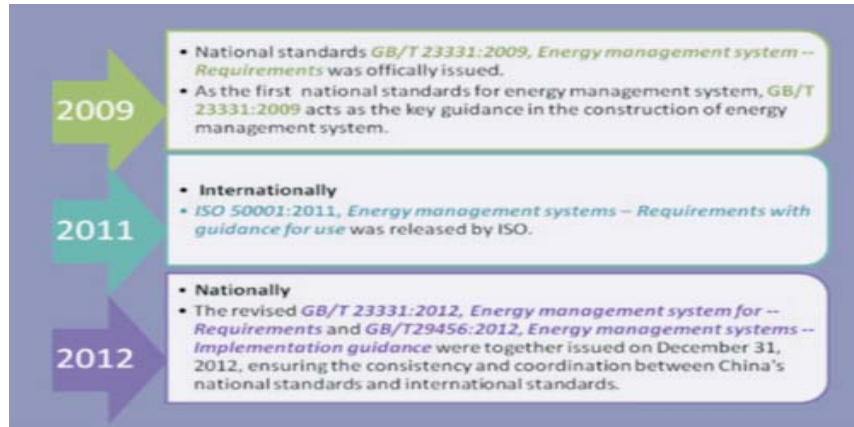 2009
• National standards GB/T 23331:2009, Energy management system --
Requirements was offically issued.
• As the first national standards for energy management system, GB/T
23331:2009 acts as the key guidance in the construction of energy
management system.
2011
• Internationally
• ISO 50001:2011, Energy management systems – Requirements with
guidance for use was released by ISO.
2012
• Nationally
• The revised GB/T 23331:2012, Energy management system for --
Requirements and GB/T29456:2012, Energy management systems --
Implementation guidance were together issued on December 31,
2012, ensuring the consistency and coordination between China's
national standards and international standards.